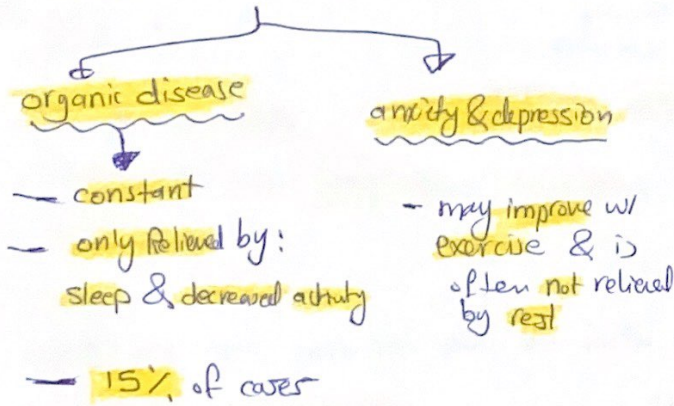 organic disease
anxiety & depression
— constant
— only Relieved by:
sleep & decreased activity
— 15% of cases
- may improve w/
exercise & is
often not relieved
by rest